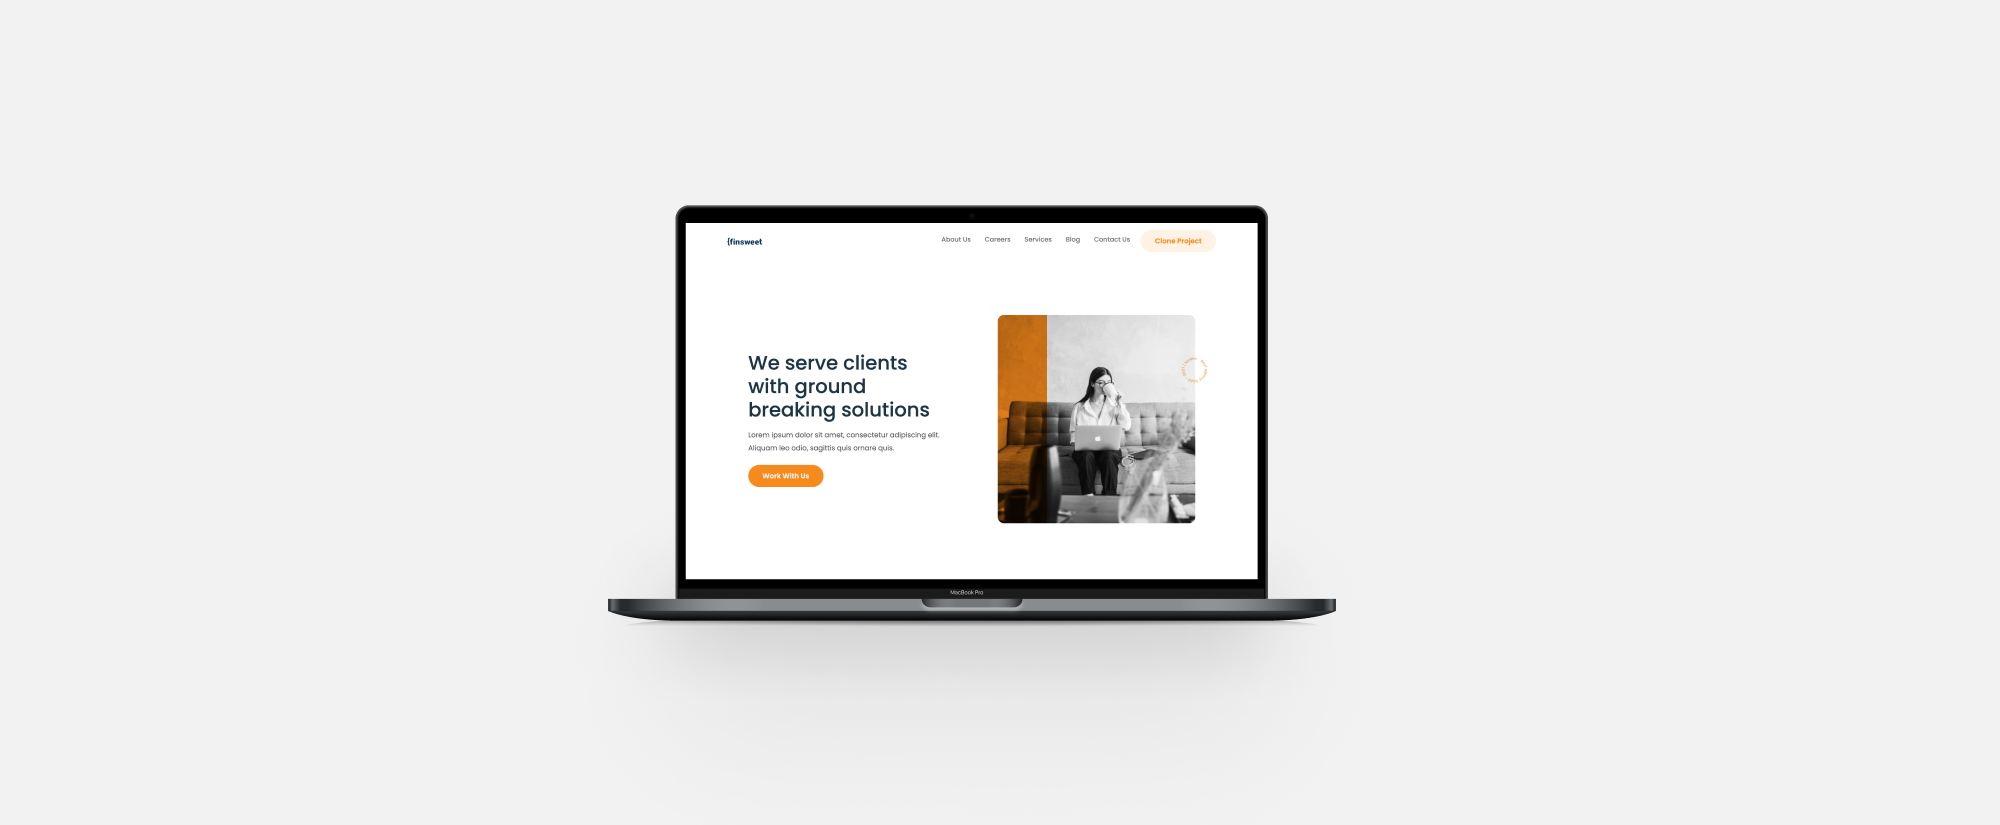 {finsweet
About Us
Careers
Services
Blog
Contact Us
Clone Project
We serve clients
with ground
breaking solutions
Lorem ipsum dolor sit amet, consectetur adipiscing elit.
Aliquam leo odio, sagittis quis ornare quis.
Work With Us
MacBook Pro